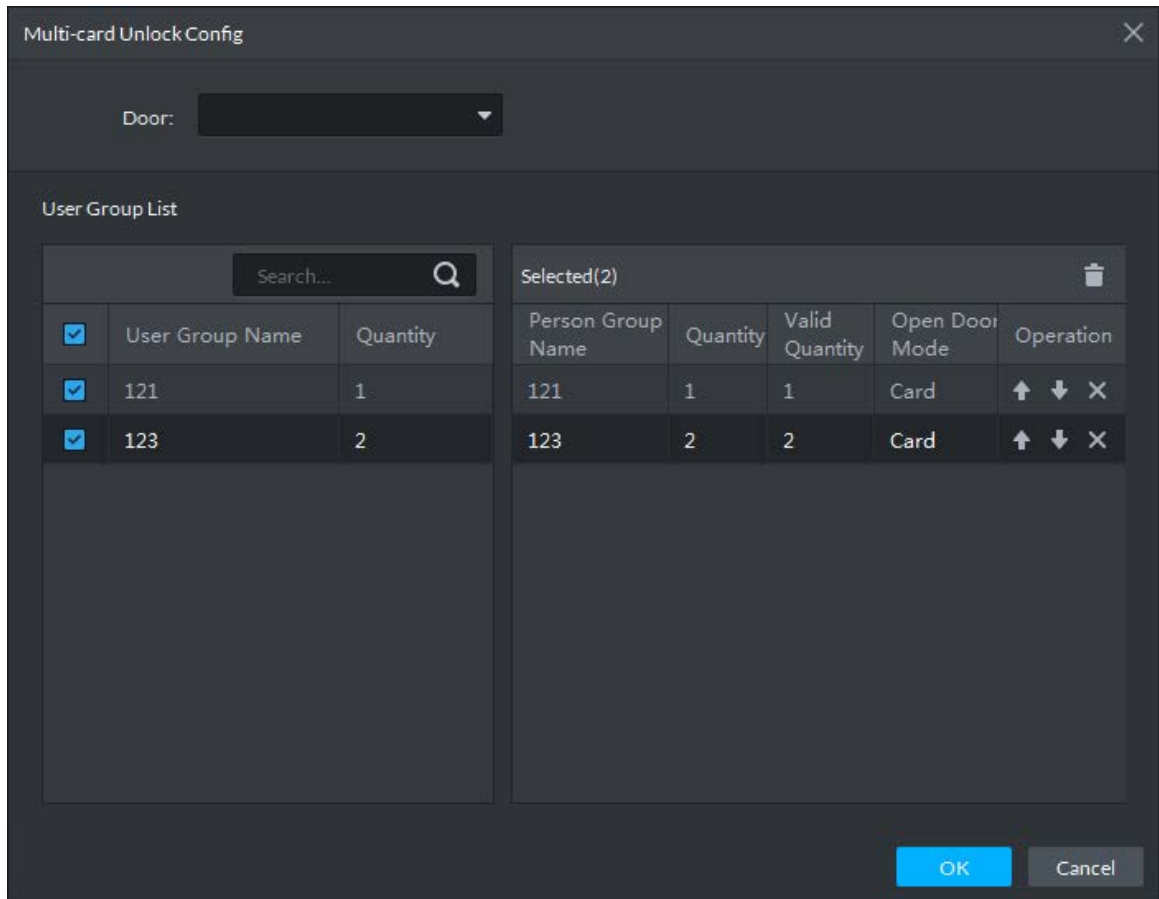 Multi-card Unlock Config
Door:
User Group List
Search...
Selected(2)
User Group Name Quantity
Person Group Name Quantity Valid Quantity Open Door Mode Operation
121 1 121 1 1 Card
123 2 123 2 2 Card
OK Cancel